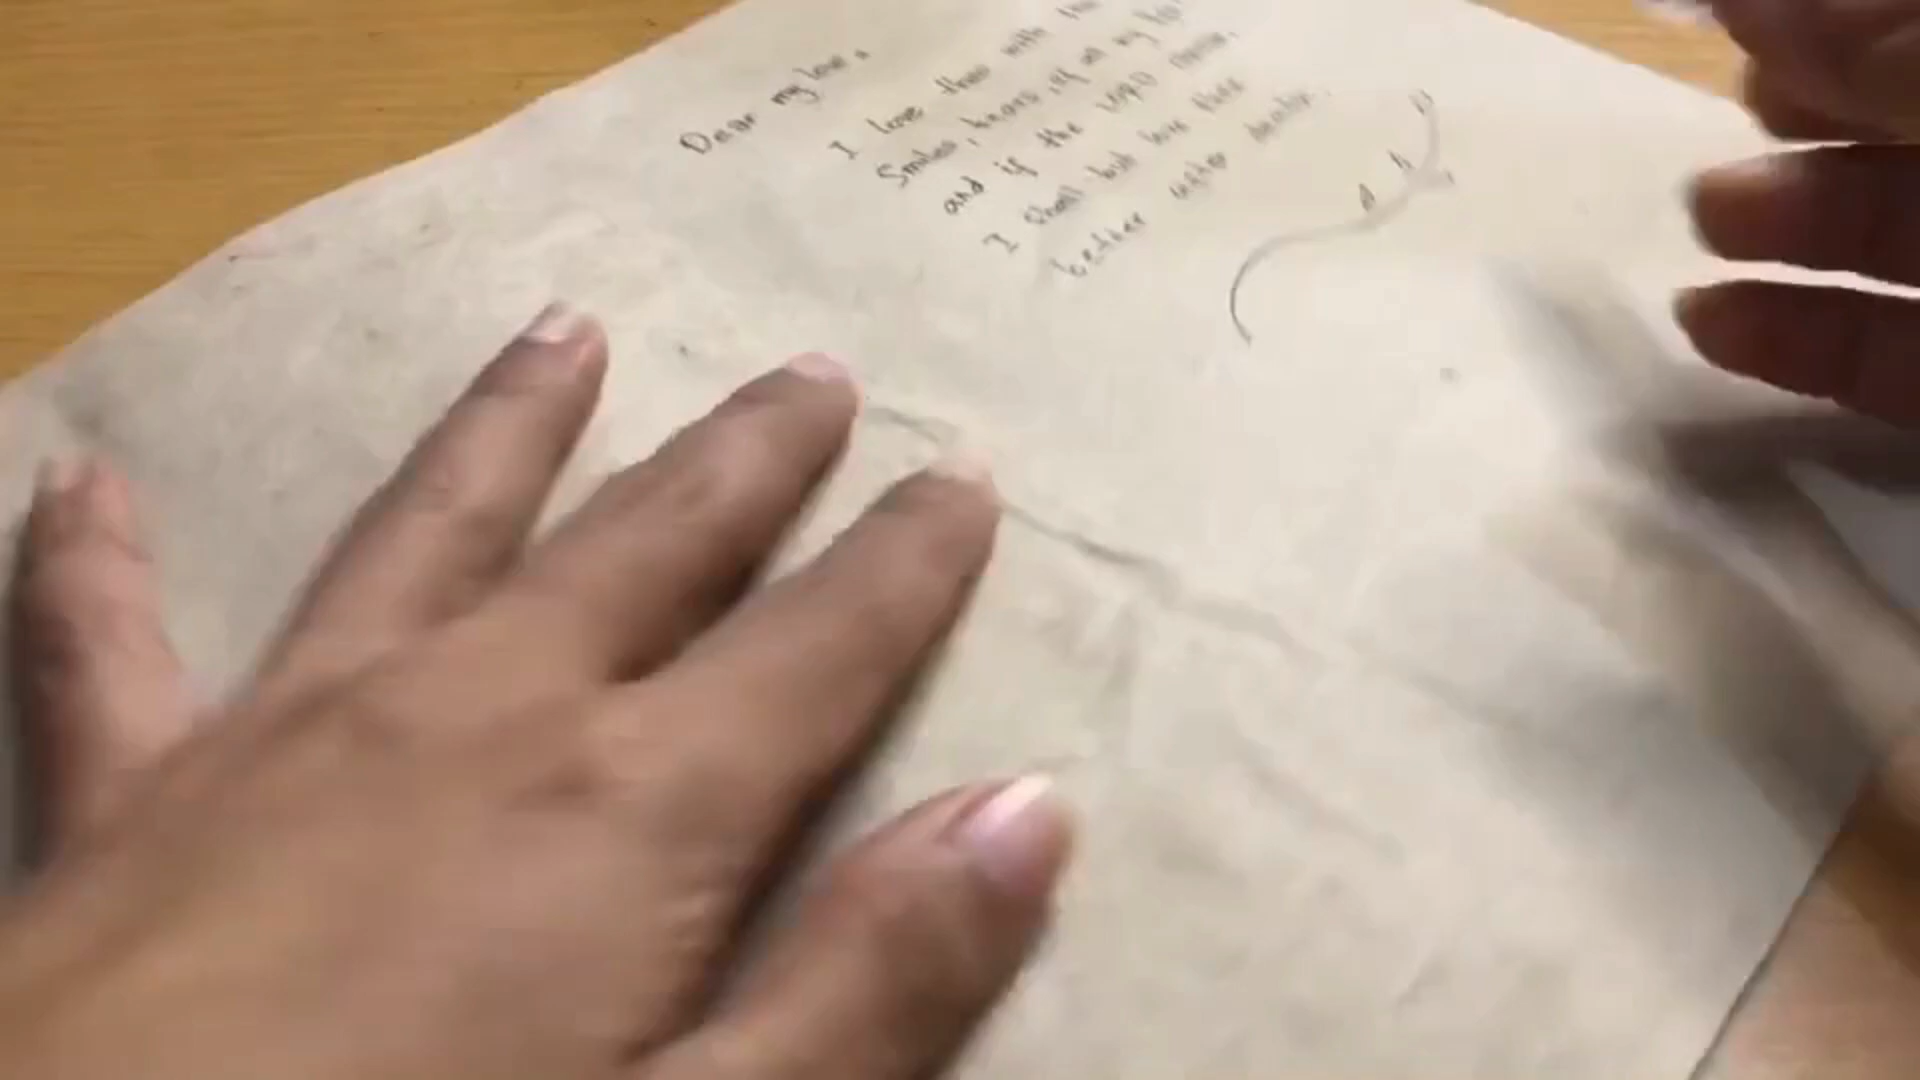 Dear my love,
I love thee with the
Smiles, tears, of all my
and if the LORD
I shall but love thee
better after death.